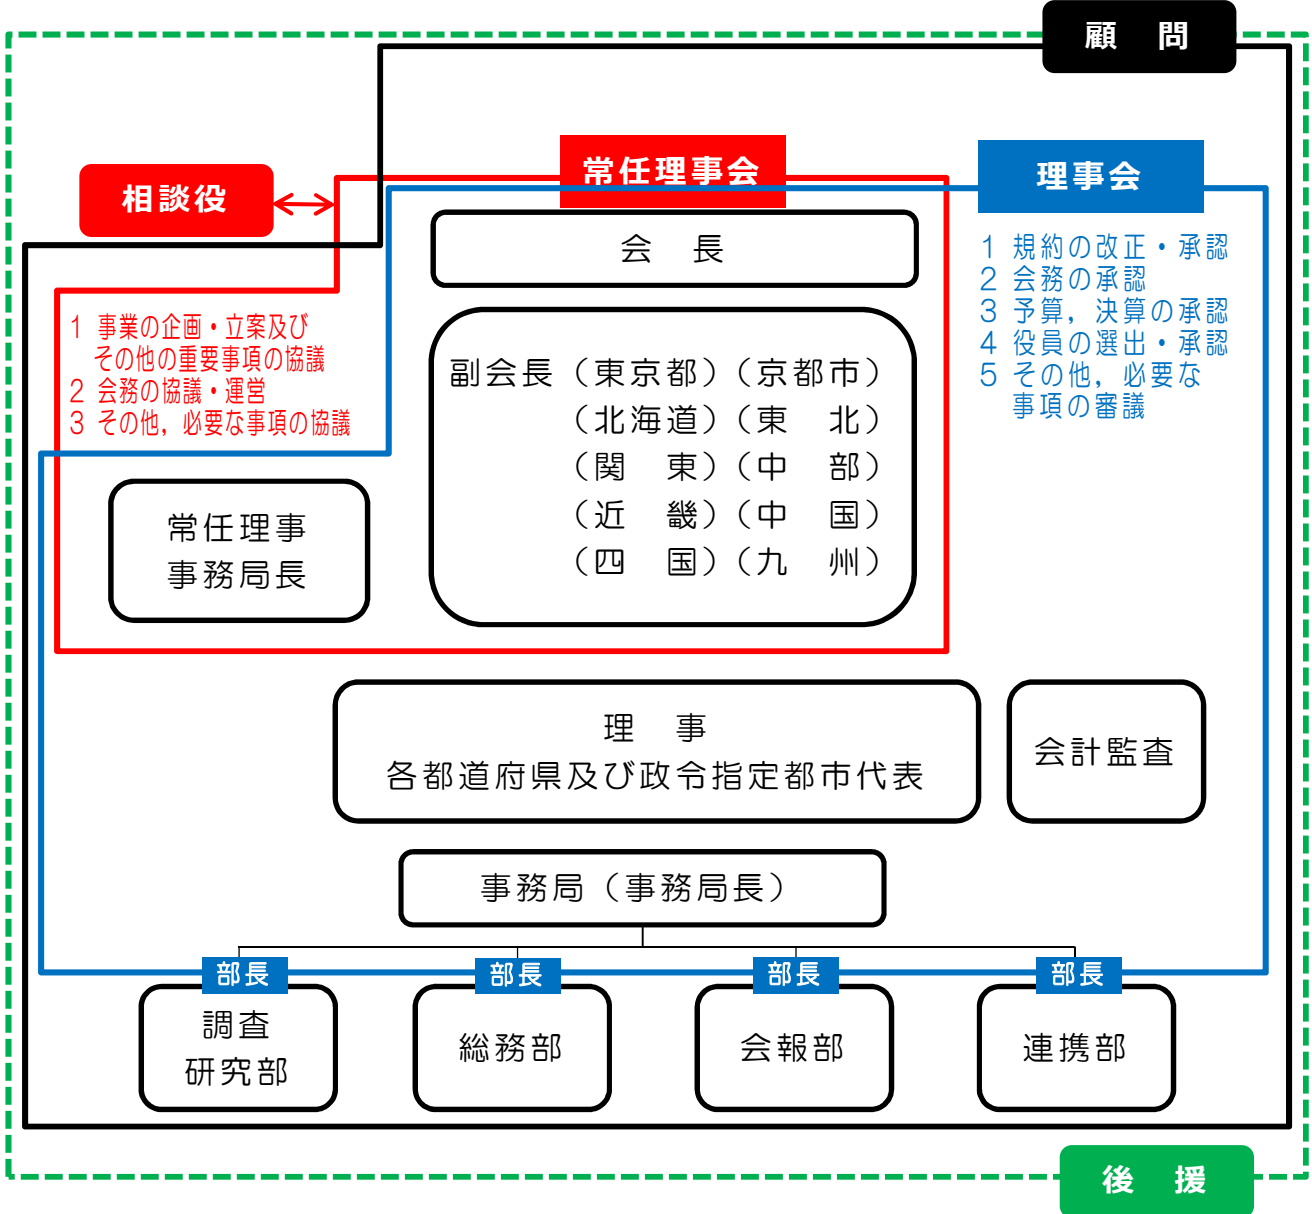 顧　問
常任理事会
理事会
相談役
会　長
1 規約の改正・承認
2 会務の承認
3 予算，決算の承認
4 役員の選出・承認
5 その他，必要な
事項の審議
1 事業の企画・立案及び
その他の重要事項の協議
2 会務の協議・運営
3 その他，必要な事項の協議
副会長（東京都）（京都市）
（北海道）（東　北）
（関　東）（中　部）
（近　畿）（中　国）
（四　国）（九　州）
常任理事
事務局長
理　事
各都道府県及び政令指定都市代表
会計監査
事務局（事務局長）
部長
部長
部長
部長
調査
研究部
総務部
会報部
連携部
後　援